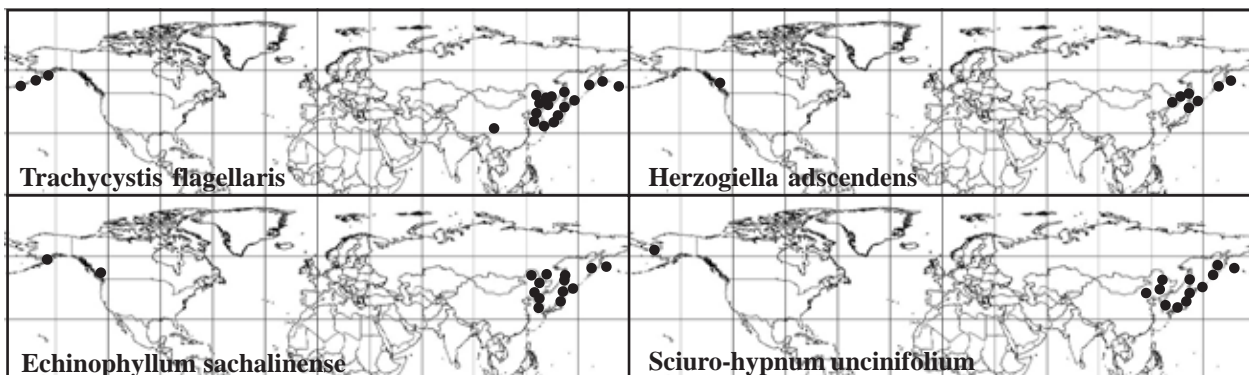 Trachycystis flagellaris
Herzogiella adscendens
Echinophyllum sachalinense
Sciuro-hypnum uncinifolium